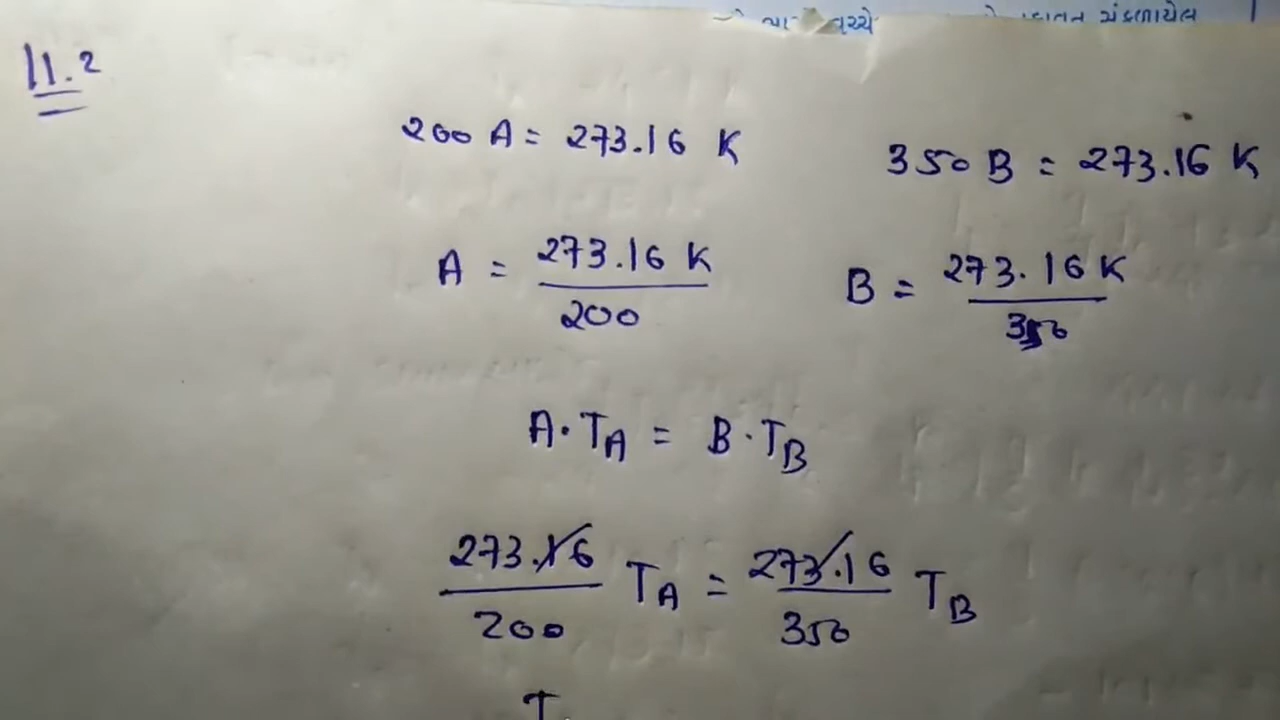 વચ્ચે
11.2
200 A = 273.16 K
350 B = 273.16 K
A = 273.16 K / 200
B = 273.16 K / 350
A · T_A = B · T_B
273.16 / 200 T_A = 273.16 / 350 T_B
T